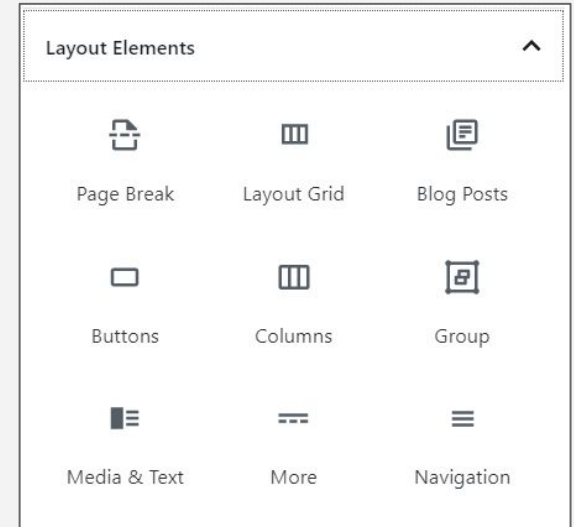 Layout Elements
Page Break Layout Grid Blog Posts
Buttons Columns Group
Media & Text More Navigation